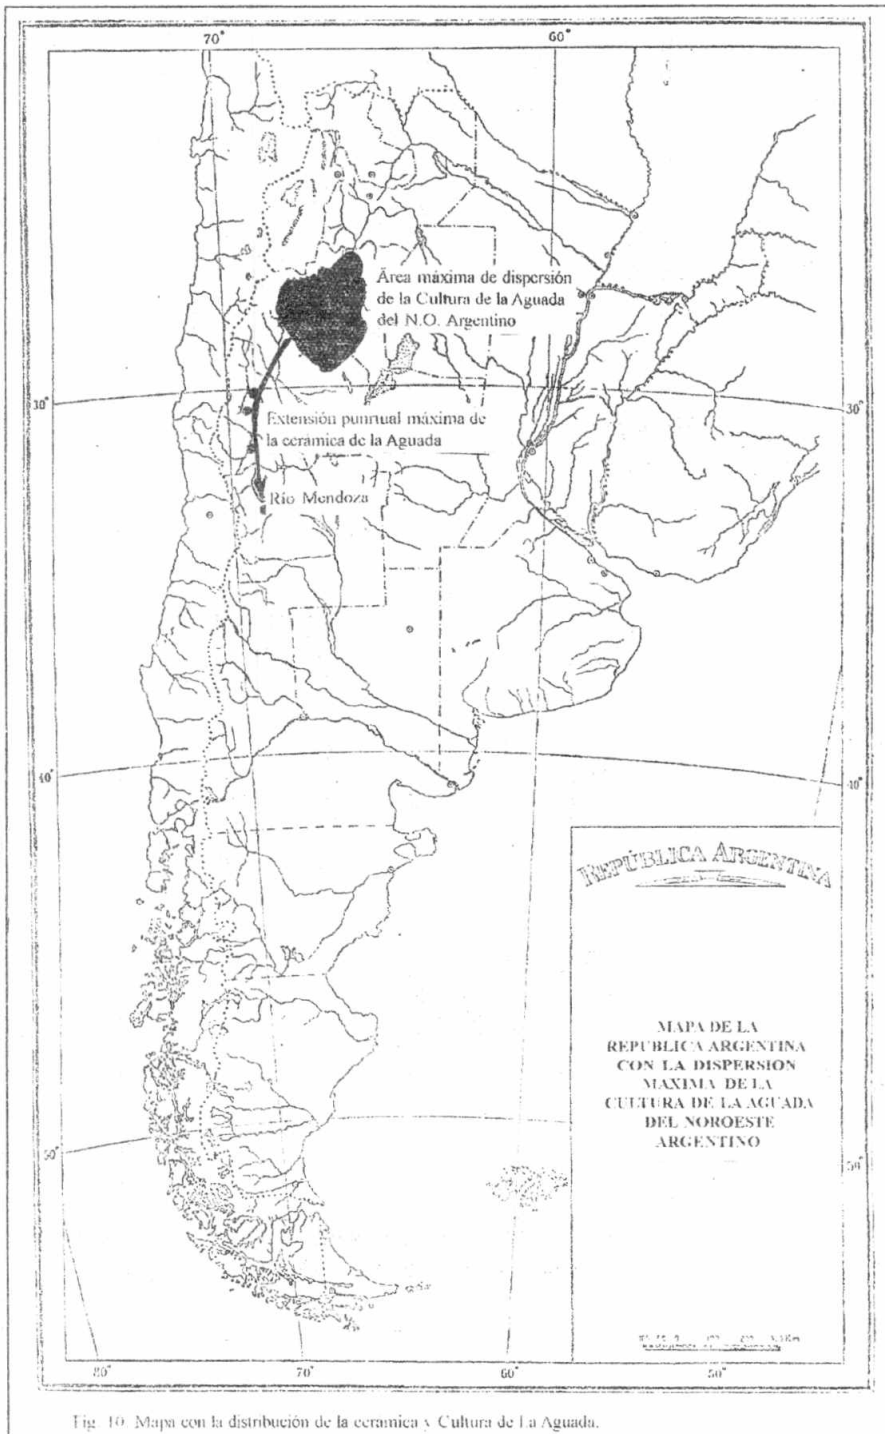 70°
60°
Área máxima de dispersión
de la Cultura de la Aguada
del N.O. Argentino
30°
30°
Extensión puntual máxima de
la cerámica de la Aguada
Río Mendoza
40°
40°
REPÚBLICA ARGENTINA
MAPA DE LA
REPUBLICA ARGENTINA
CON LA DISPERSION
MAXIMA DE LA
CULTURA DE LA AGUADA
DEL NOROESTE
ARGENTINO
50°
50°
Km
80°
70°
60°
50°
Fig. 10. Mapa con la distribución de la ceramica y Cultura de La Aguada.